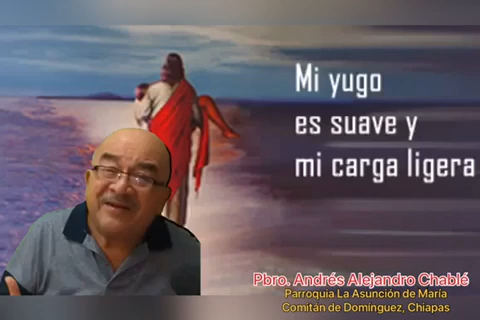 Mi yugo
es suave y
mi carga ligera
Pbro. Andrés Alejandro Chablé
Parroquia La Asunción de María
Comitán de Domínguez, Chiapas